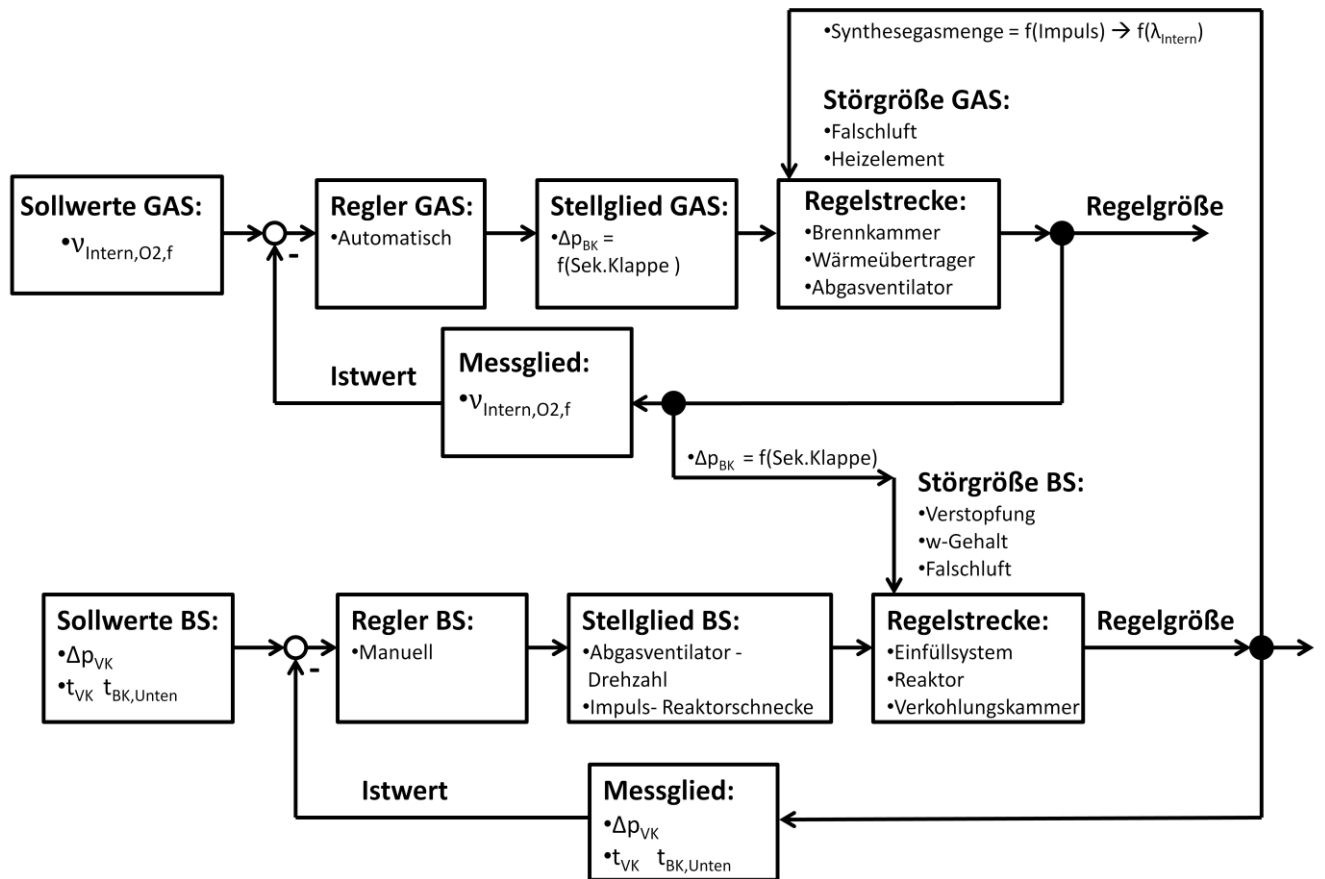 •Synthesegasmenge = f(Impuls) → f(λIntern)
Störgröße GAS:
•Falschluft
•Heizelement
Sollwerte GAS:
•νIntern,O2,f
-
Regler GAS:
•Automatisch
Stellglied GAS:
•ΔpBK =
f(Sek.Klappe )
Regelstrecke:
•Brennkammer
•Wärmeübertrager
•Abgasventilator
Regelgröße
Istwert
Messglied:
•νIntern,O2,f
•ΔpBK = f(Sek.Klappe)
Störgröße BS:
•Verstopfung
•w-Gehalt
•Falschluft
Sollwerte BS:
•ΔpVK
•tVK tBK,Unten
-
Regler BS:
•Manuell
Stellglied BS:
•Abgasventilator -
Drehzahl
•Impuls- Reaktorschnecke
Regelstrecke:
•Einfüllsystem
•Reaktor
•Verkohlungskammer
Regelgröße
Istwert
Messglied:
•ΔpVK
•tVK tBK,Unten